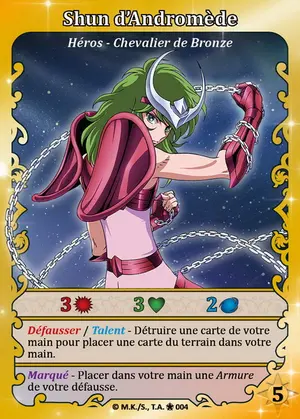 Shun d'Andromède
Héros - Chevalier de Bronze
3 3 2
Défausser / Talent - Détruire une carte de votre
main pour placer une carte du terrain dans votre
main.
Marqué - Placer dans votre main une Armure
de votre défausse.
5
© M.K./S., T.A. 004